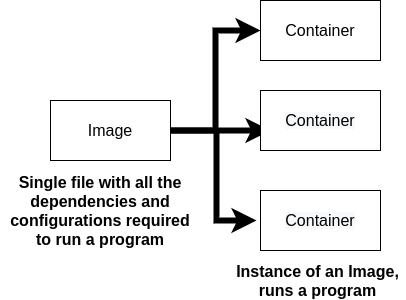 Container
Image
Container
Single file with all the
dependencies and
configurations required
to run a program
Container
Instance of an Image,
runs a program